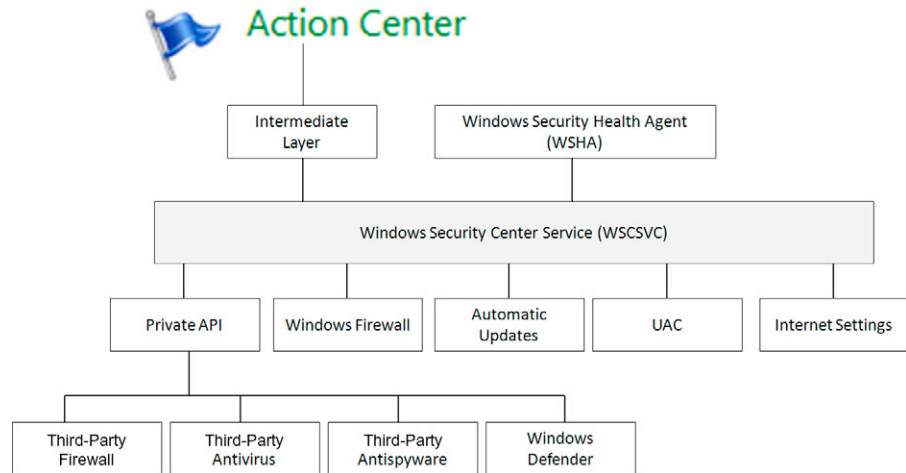 Action Center
Intermediate
Layer
Windows Security Health Agent
(WSHA)
Windows Security Center Service (WSCSVC)
Private API
Windows Firewall
Automatic
Updates
UAC
Internet Settings
Third-Party
Firewall
Third-Party
Antivirus
Third-Party
Antispyware
Windows
Defender